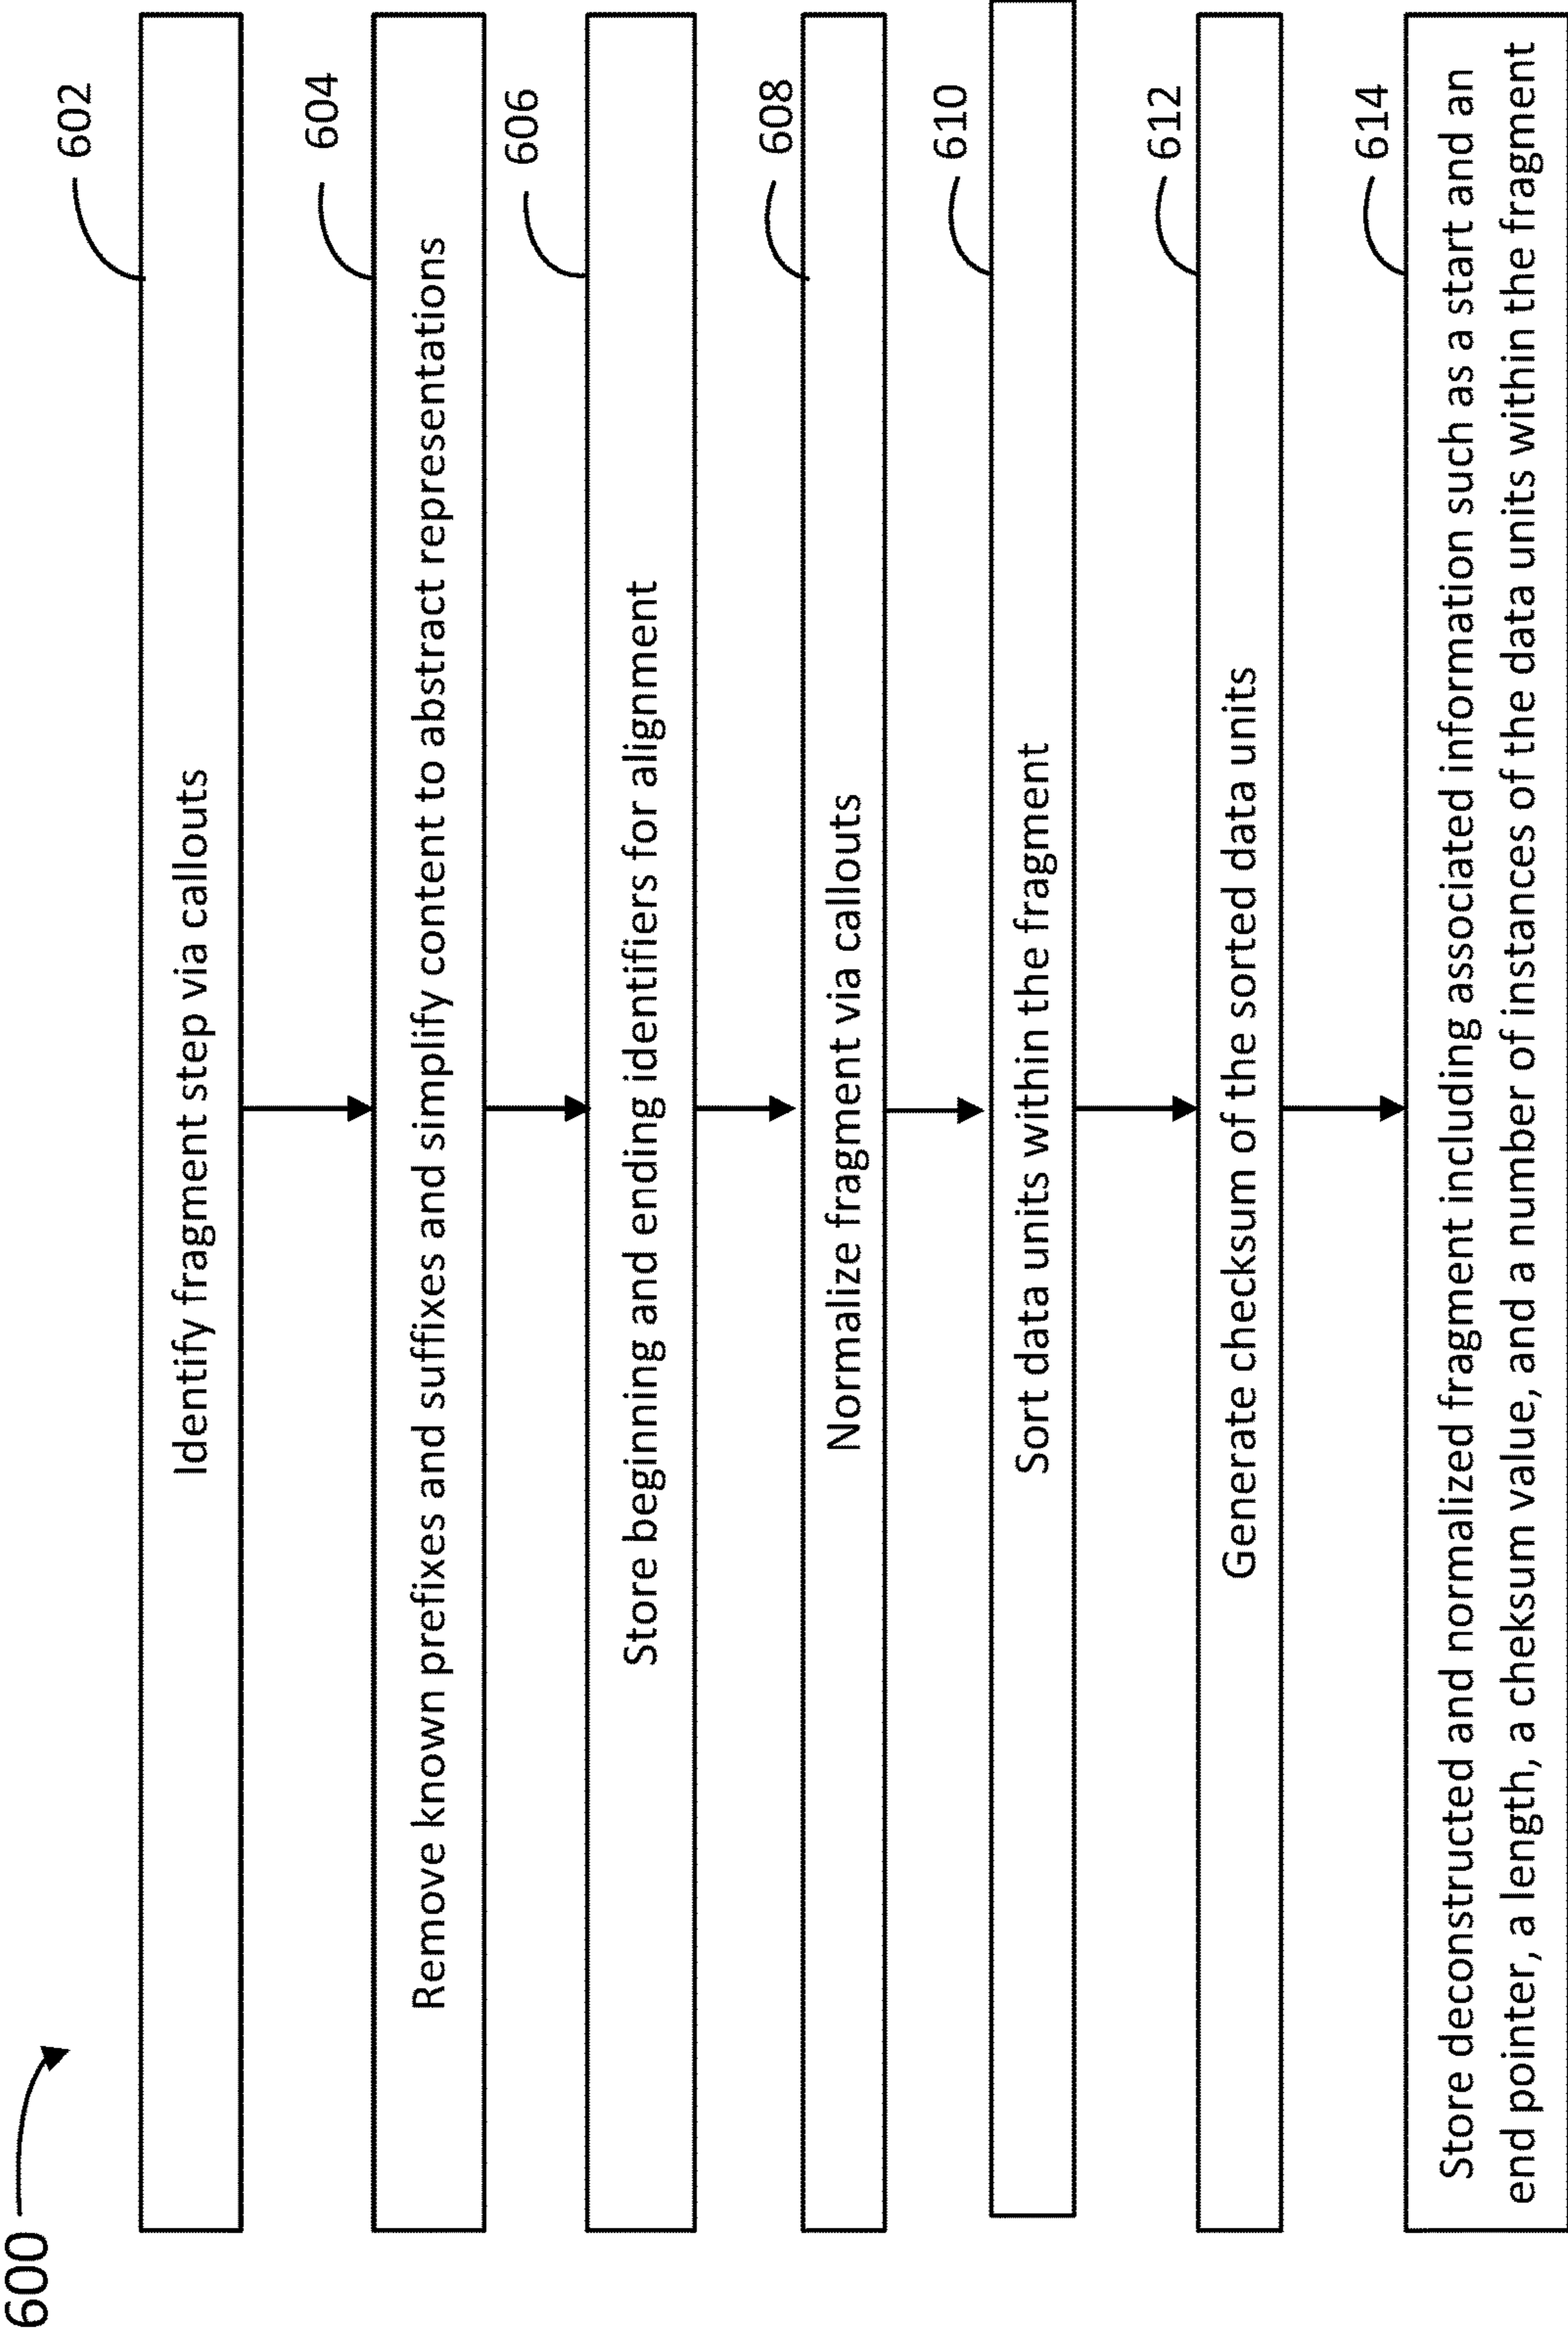 600
602
Identify fragment step via callouts
604
Remove known prefixes and suffixes and simplify content to abstract representations
606
Store beginning and ending identifiers for alignment
608
Normalize fragment via callouts
610
Sort data units within the fragment
612
Generate checksum of the sorted data units
614
Store deconstructed and normalized fragment including associated information such as a start and an
end pointer, a length, a cheksum value, and a number of instances of the data units within the fragment